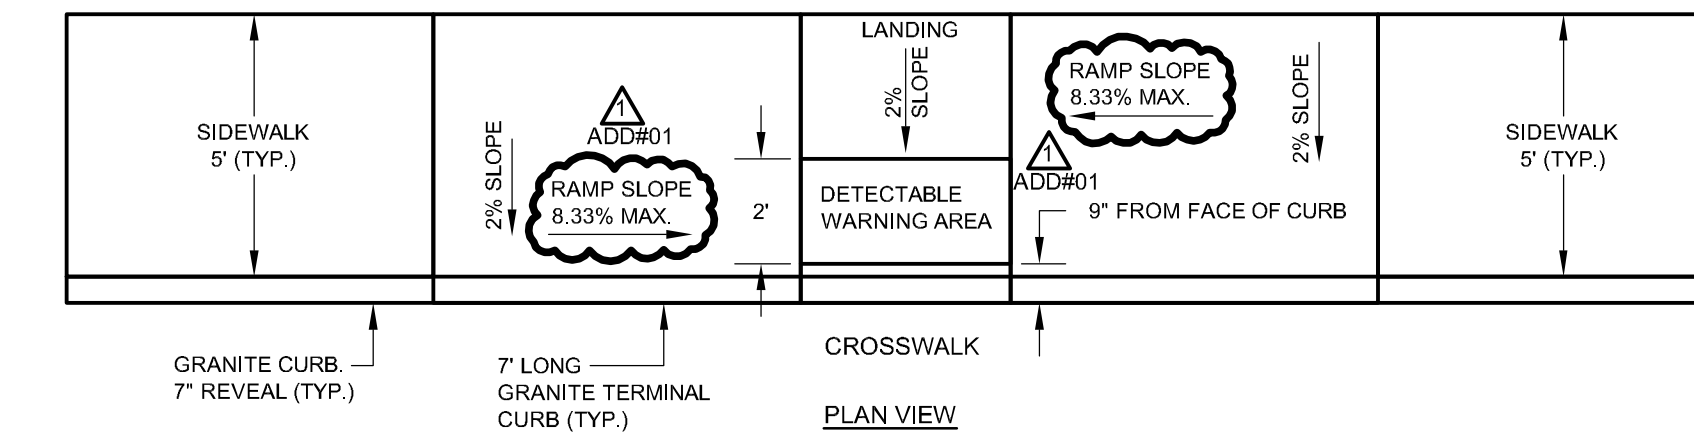 LANDING
2%
SLOPE
RAMP SLOPE
8.33% MAX.
2% SLOPE
SIDEWALK
5' (TYP.)
1
ADD#01
2% SLOPE
RAMP SLOPE
8.33% MAX.
2'
DETECTABLE
WARNING AREA
1
ADD#01
9" FROM FACE OF CURB
SIDEWALK
5' (TYP.)
GRANITE CURB.
7" REVEAL (TYP.)
7' LONG
GRANITE TERMINAL
CURB (TYP.)
CROSSWALK
PLAN VIEW